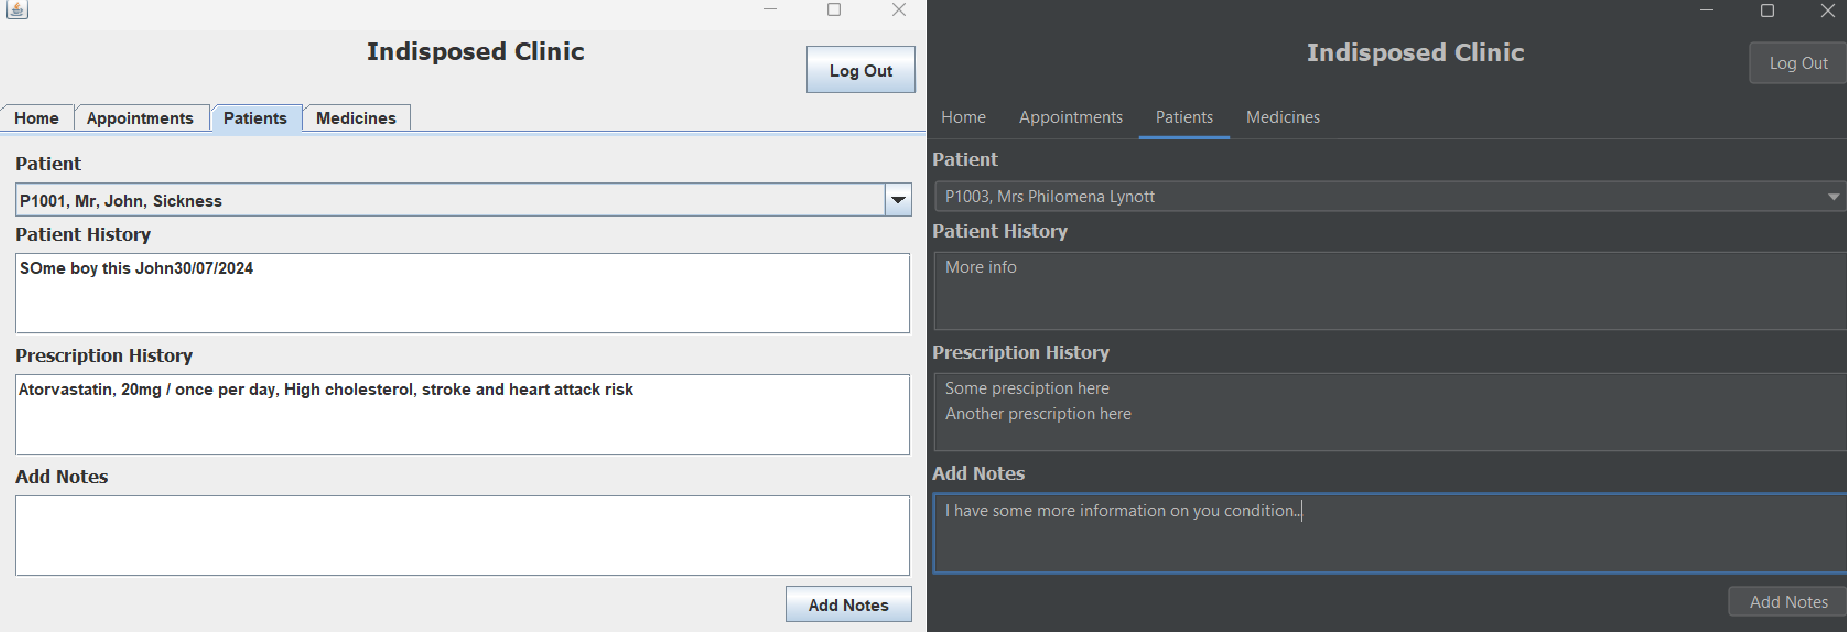 Indisposed Clinic
Log Out
Home
Appointments
Patients
Medicines
Patient
P1001, Mr, John, Sickness
Patient History
SOme boy this John30/07/2024
Prescription History
Atorvastatin, 20mg / once per day, High cholesterol, stroke and heart attack risk
Add Notes
Add Notes
Indisposed Clinic
Log Out
Home
Appointments
Patients
Medicines
Patient
P1003, Mrs Philomena Lynott
Patient History
More info
Prescription History
Some presciption here
Another prescription here
Add Notes
I have some more information on you condition...
Add Notes